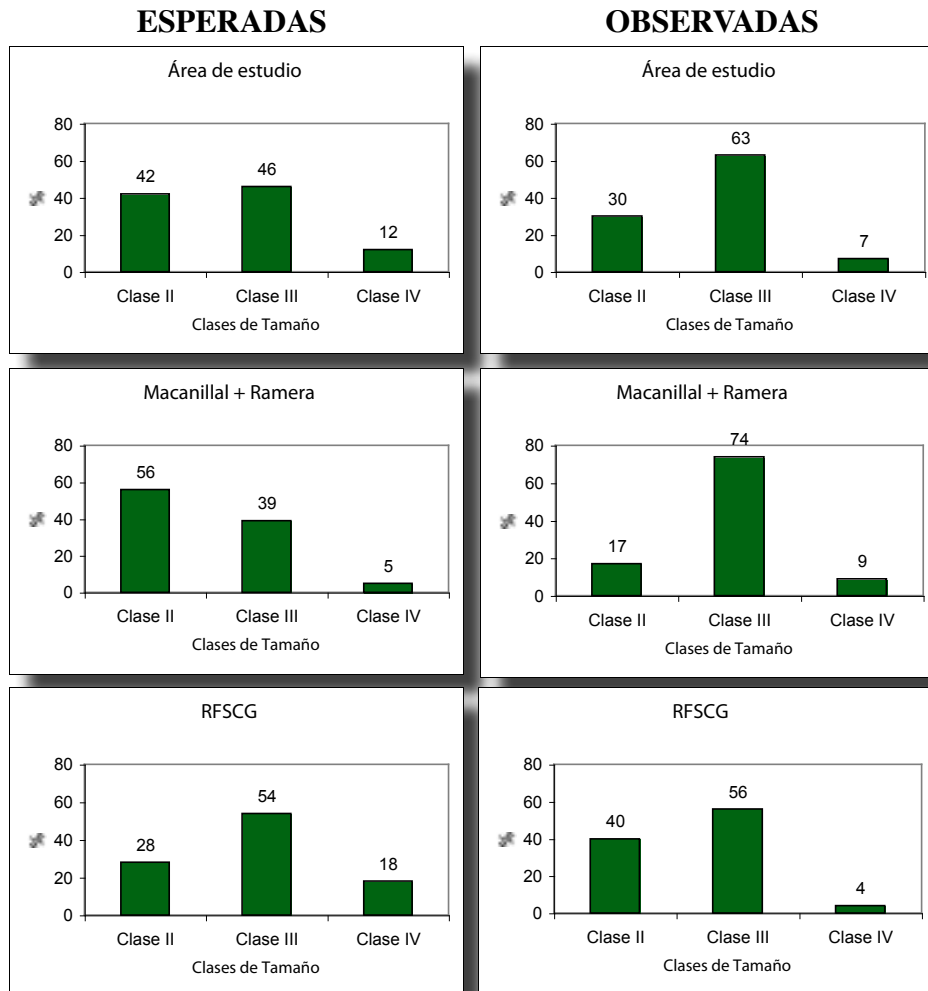 ESPERADAS OBSERVADAS
Área de estudio
80
60
40
20
0
42
46
12
Clase II Clase III Clase IV
Clases de Tamaño
Área de estudio
80
60
40
20
0
30
63
7
Clase II Clase III Clase IV
Clases de Tamaño
Macanillal + Ramera
80
60
40
20
0
56
39
5
Clase II Clase III Clase IV
Clases de Tamaño
Macanillal + Ramera
80
60
40
20
0
17
74
9
Clase II Clase III Clase IV
Clases de Tamaño
RFSCG
80
60
40
20
0
28
54
18
Clase II Clase III Clase IV
Clases de Tamaño
RFSCG
80
60
40
20
0
40
56
4
Clase II Clase III Clase IV
Clases de Tamaño